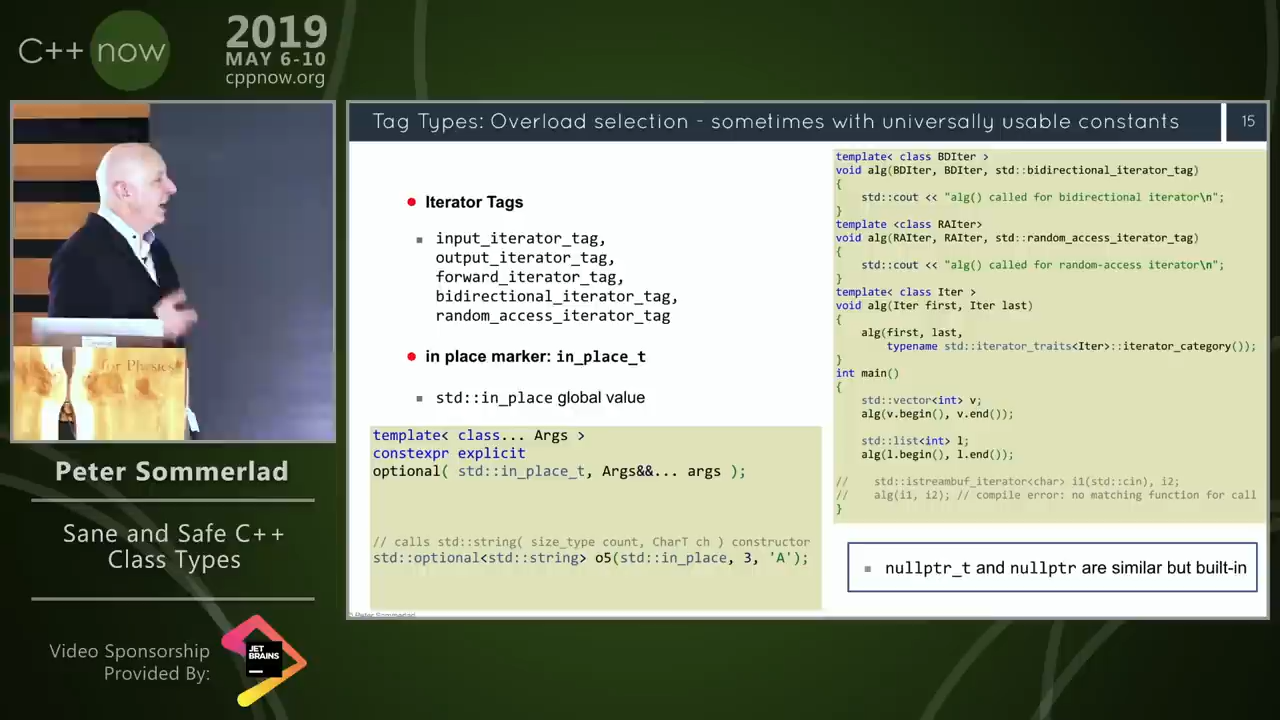 C++ now
2019
MAY 6-10
cppnow.org
for Physics
Peter Sommerlad
Sane and Safe C++
Class Types
Video Sponsorship
Provided By:
JET
BRAINS
Tag Types: Overload selection - sometimes with universally usable constants
15
Iterator Tags
input_iterator_tag,
output_iterator_tag,
forward_iterator_tag,
bidirectional_iterator_tag,
random_access_iterator_tag
in place marker: in_place_t
std::in_place global value
template< class... Args >
constexpr explicit
optional( std::in_place_t, Args&&... args );
// calls std::string( size_type count, CharT ch ) constructor
std::optional<std::string> o5(std::in_place, 3, 'A');
© Peter Sommerlad
template< class BDIter >
void alg(BDIter, BDIter, std::bidirectional_iterator_tag)
{
std::cout << "alg() called for bidirectional iterator\n";
}
template <class RAIter>
void alg(RAIter, RAIter, std::random_access_iterator_tag)
{
std::cout << "alg() called for random-access iterator\n";
}
template< class Iter >
void alg(Iter first, Iter last)
{
alg(first, last,
typename std::iterator_traits<Iter>::iterator_category());
}
int main()
{
std::vector<int> v;
alg(v.begin(), v.end());
std::list<int> l;
alg(l.begin(), l.end());
// std::istreambuf_iterator<char> i1(std::cin), i2;
// alg(i1, i2); // compile error: no matching function for call
}
nullptr_t and nullptr are similar but built-in